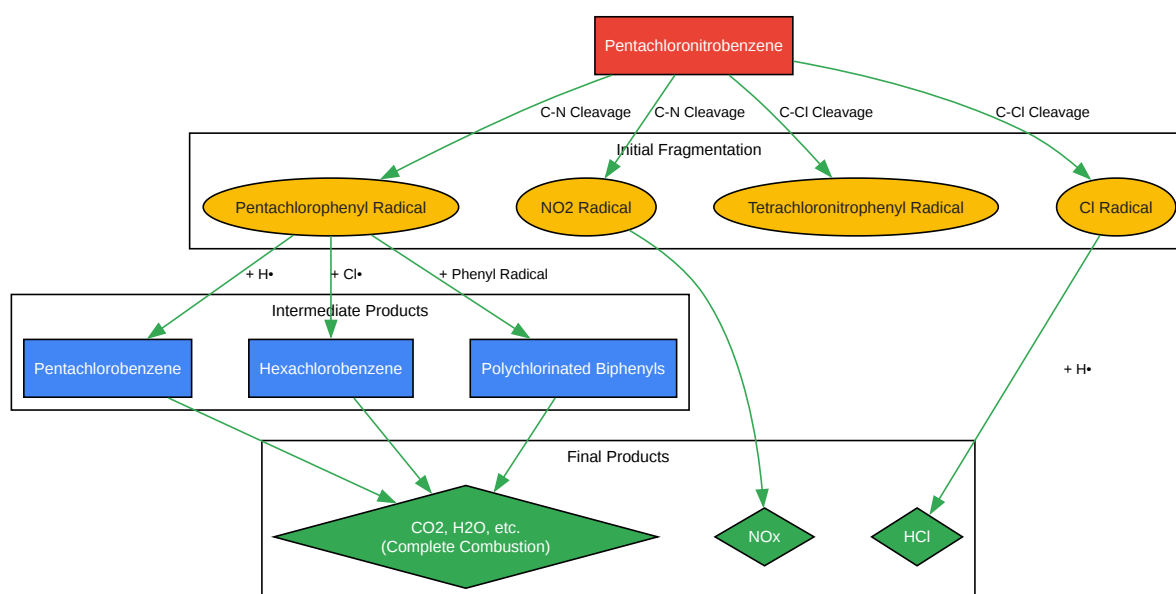 Pentachloronitrobenzene
C-N Cleavage
C-N Cleavage
C-Cl Cleavage
C-Cl Cleavage
Initial Fragmentation
Pentachlorophenyl Radical
NO2 Radical
Tetrachloronitrophenyl Radical
Cl Radical
+ H•
+ Cl•
+ Phenyl Radical
Intermediate Products
Pentachlorobenzene
Hexachlorobenzene
Polychlorinated Biphenyls
+ H•
Final Products
CO2, H2O, etc.
(Complete Combustion)
NOx
HCl